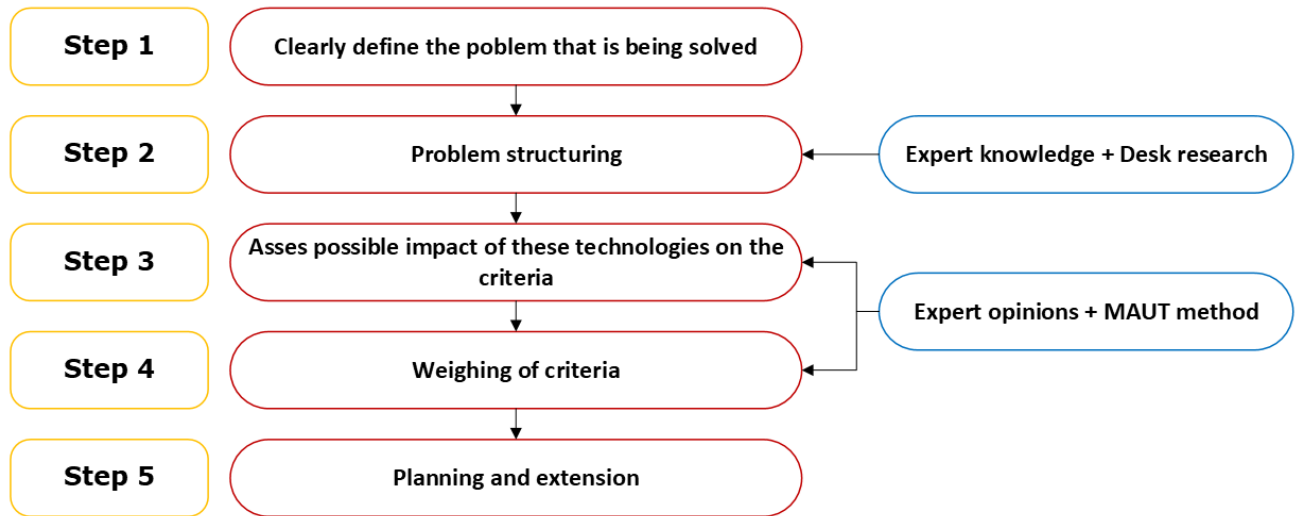 Step 1
Clearly define the poblem that is being solved
Step 2
Problem structuring
Expert knowledge + Desk research
Step 3
Asses possible impact of these technologies on the
criteria
Expert opinions + MAUT method
Step 4
Weighing of criteria
Step 5
Planning and extension